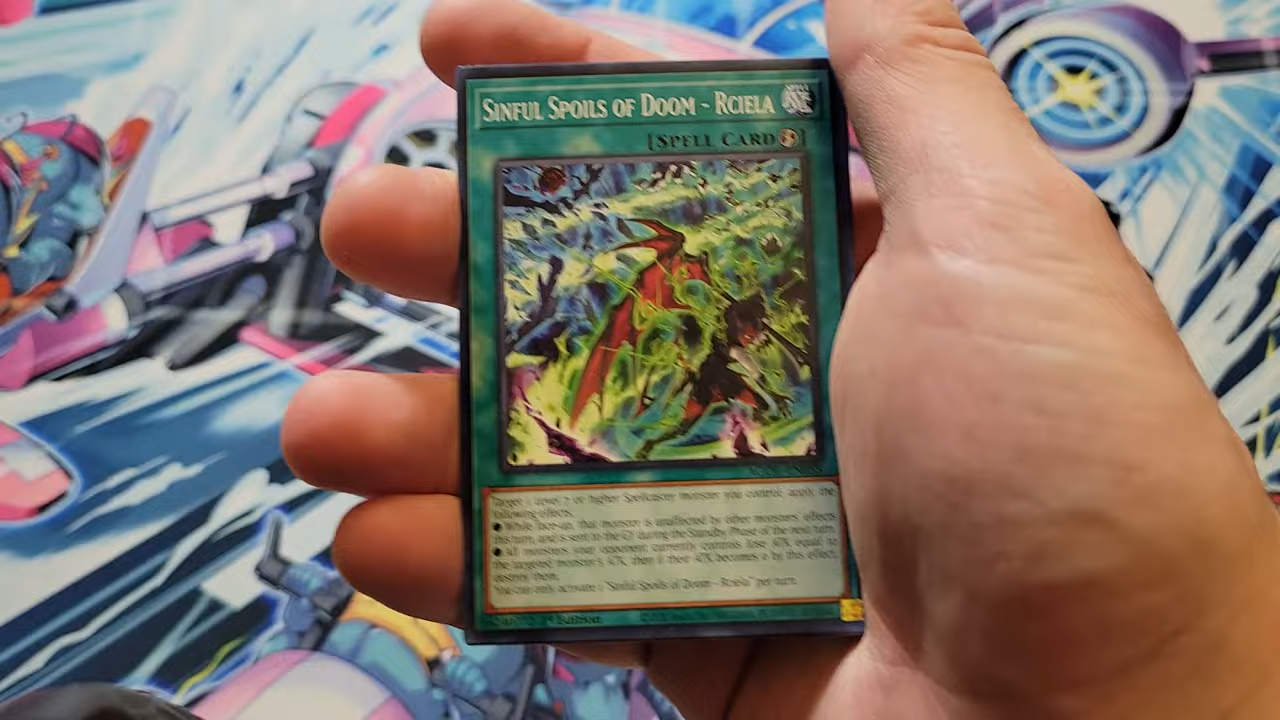 SINFUL SPOILS OF DOOM - RCIELA
[SPELL CARD]
Target 1 Level 7 or higher Spellcaster monster you control; apply the
following effects.
● While face-up, that monster is unaffected by other monsters' effects
this turn, and is sent to the GY during the Standby Phase of the next turn.
● All monsters your opponent currently controls lose ATK equal to
the targeted monster's ATK, then if their ATK becomes 0 by this effect,
destroy them.
You can only activate 1 "Sinful Spoils of Doom - Rciela" per turn.
1st Edition